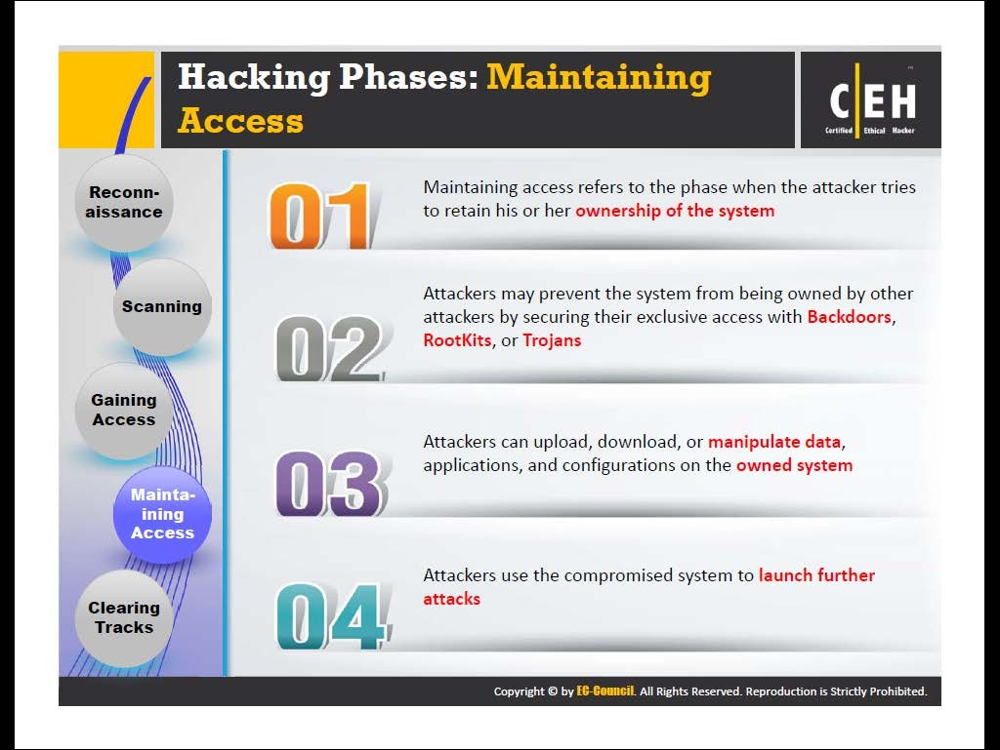 Hacking Phases: Maintaining
Access
C|EH
™
Certified Ethical Hacker
Reconn-
aissance
Scanning
Gaining
Access
Mainta-
ining
Access
Clearing
Tracks
01
Maintaining access refers to the phase when the attacker tries
to retain his or her ownership of the system
02
Attackers may prevent the system from being owned by other
attackers by securing their exclusive access with Backdoors,
RootKits, or Trojans
03
Attackers can upload, download, or manipulate data,
applications, and configurations on the owned system
04
Attackers use the compromised system to launch further
attacks
Copyright © by EC-Council. All Rights Reserved. Reproduction is Strictly Prohibited.